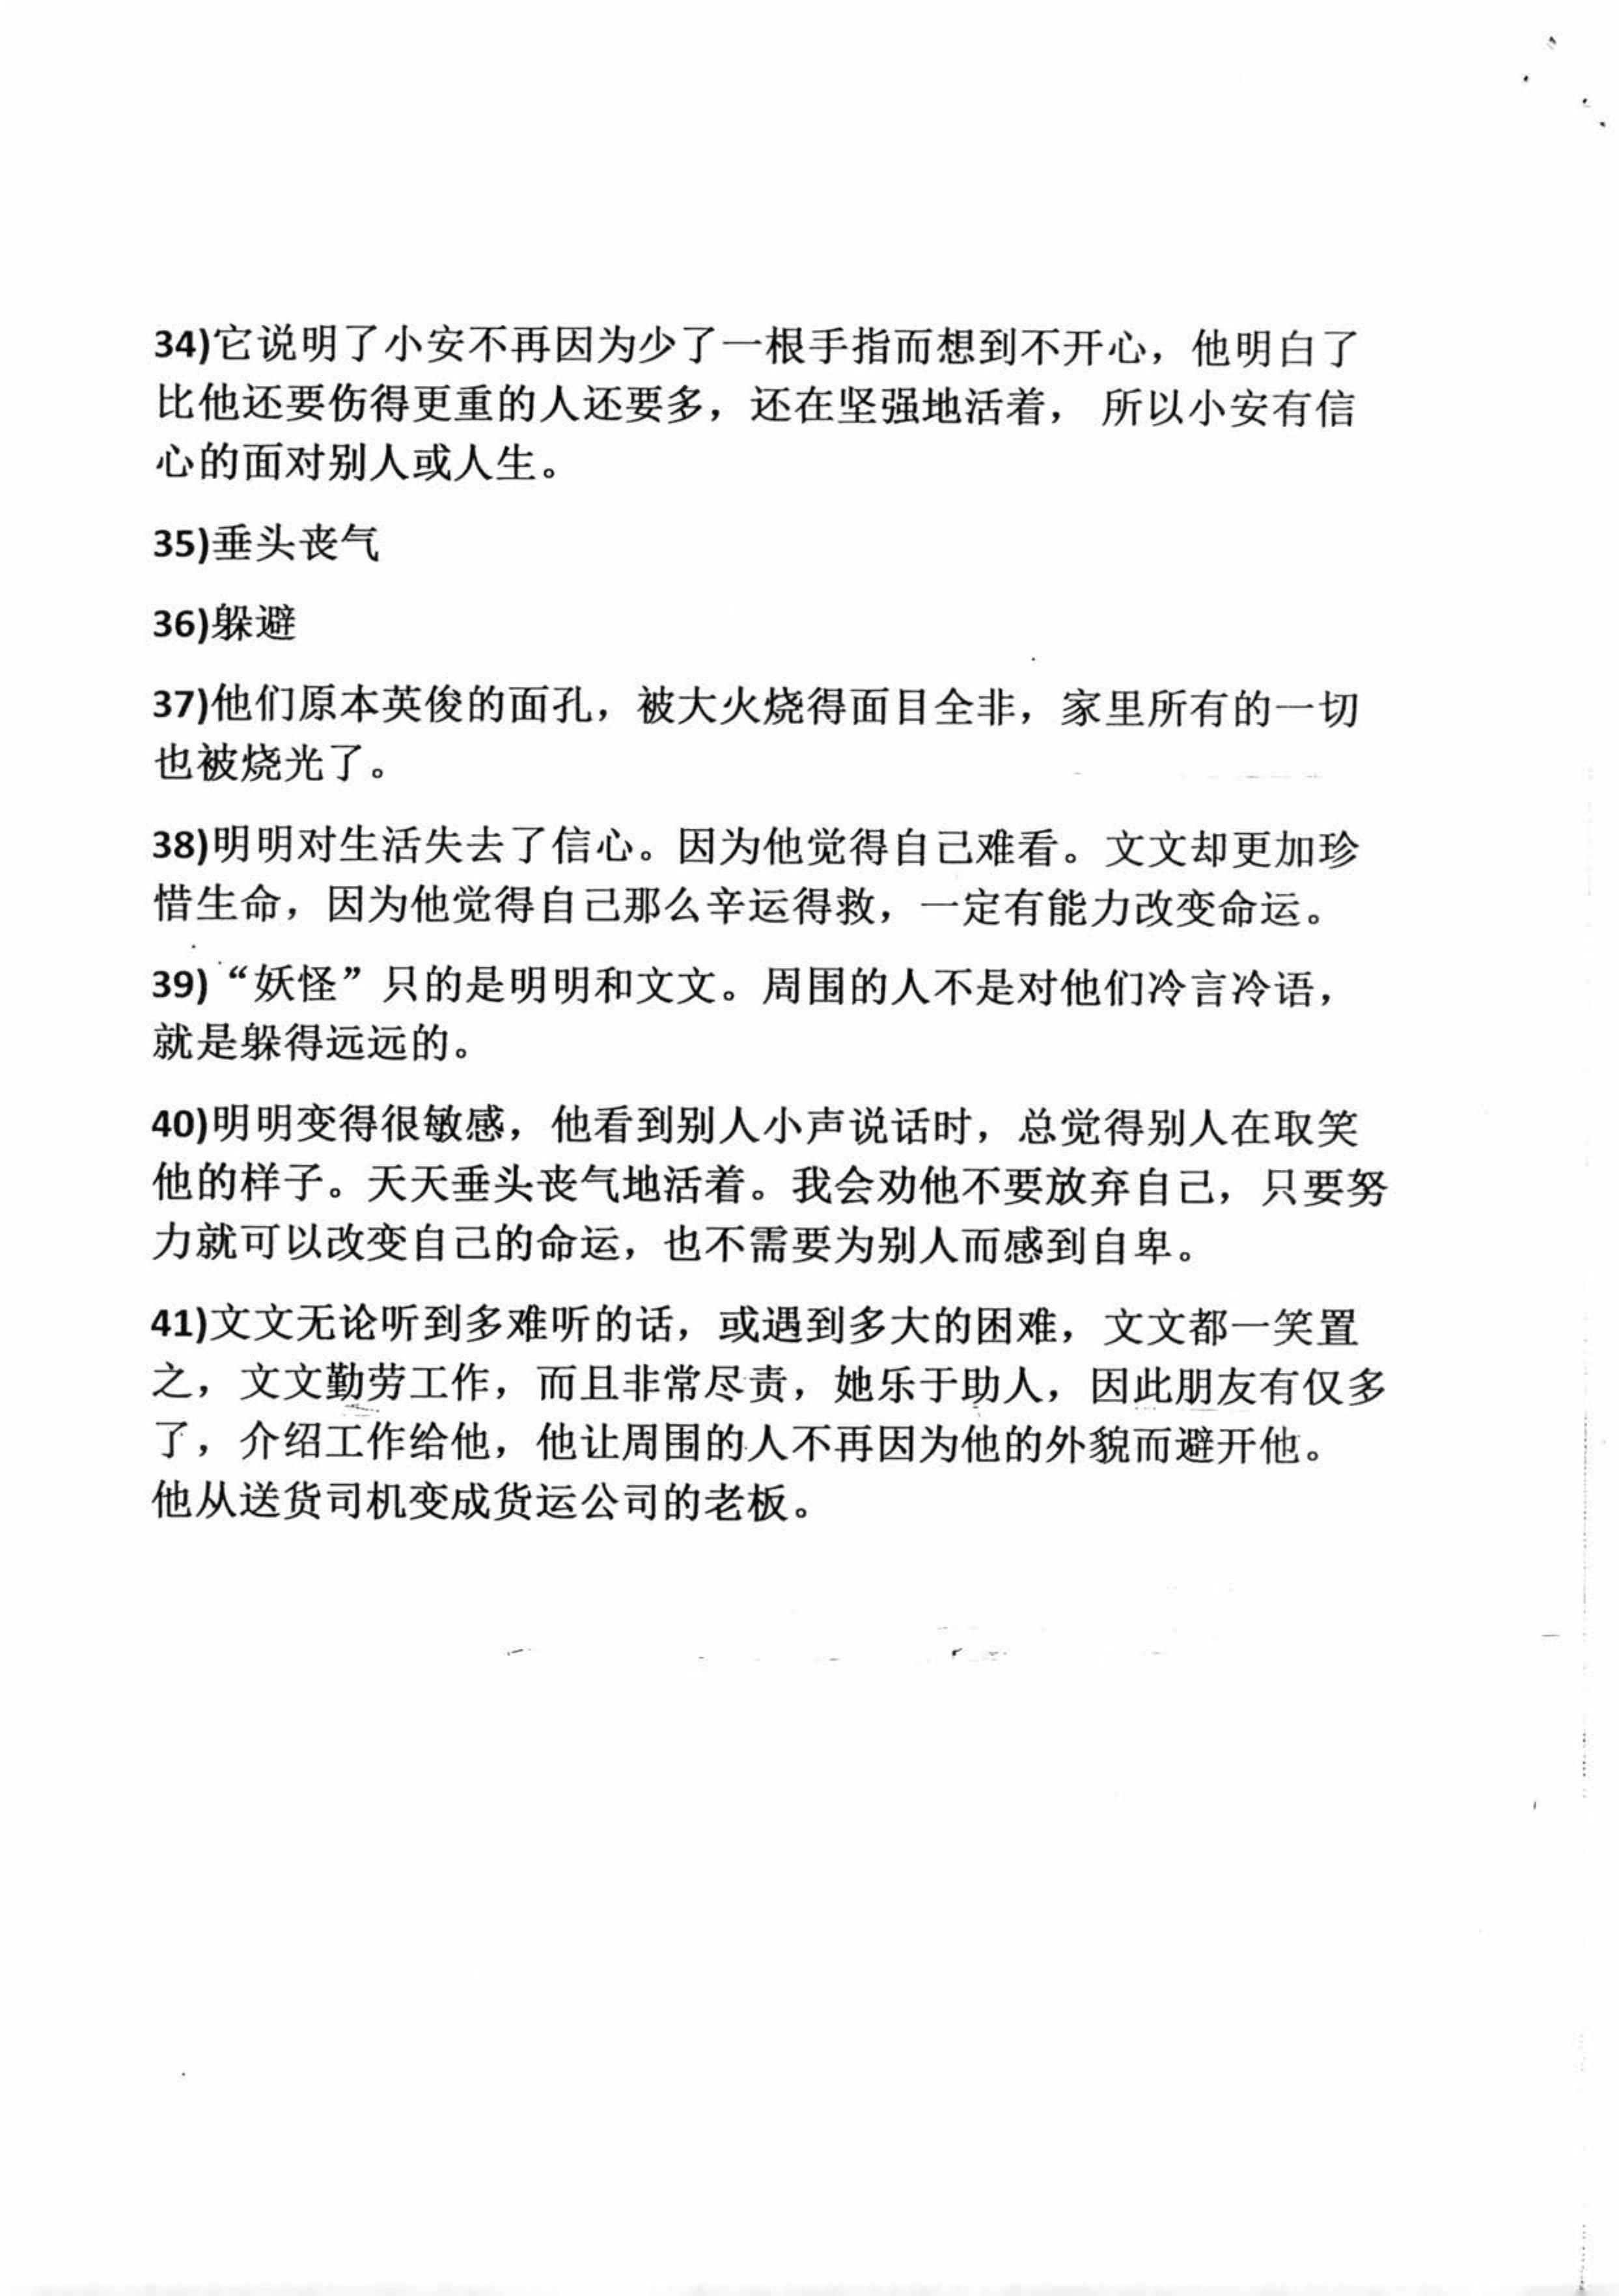 34)它说明了小安不再因为少了一根手指而想到不开心，他明白了
比他还要伤得更重的人还要多，还在坚强地活着， 所以小安有信
心的面对别人或人生。
35)垂头丧气
36)躲避
37)他们原本英俊的面孔，被大火烧得面目全非，家里所有的一切
也被烧光了。
38)明明对生活失去了信心。因为他觉得自己难看。文文却更加珍
惜生命，因为他觉得自己那么辛运得救，一定有能力改变命运。
39)“妖怪”只的是明明和文文。周围的人不是对他们冷言冷语，
就是躲得远远的。
40)明明变得很敏感，他看到别人小声说话时，总觉得别人在取笑
他的样子。天天垂头丧气地活着。我会劝他不要放弃自己，只要努
力就可以改变自己的命运，也不需要为别人而感到自卑。
41)文文无论听到多难听的话，或遇到多大的困难，文文都一笑置
之，文文勤劳工作，而且非常尽责，她乐于助人，因此朋友有仅多
了，介绍工作给他，他让周围的人不再因为他的外貌而避开他。
他从送货司机变成货运公司的老板。